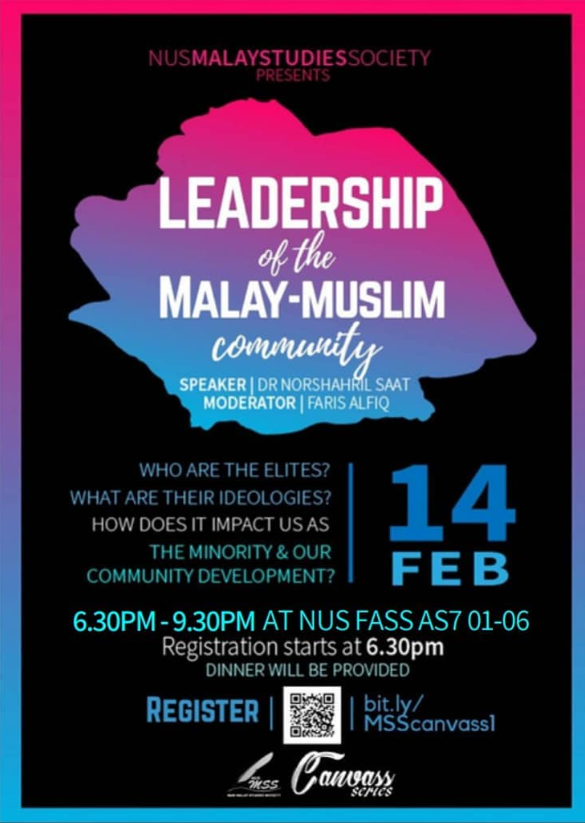 NUSMALAYSTUDIESSOCIETY
PRESENTS
LEADERSHIP
of the
MALAY-MUSLIM
community
SPEAKER | DR NORSHAHRIL SAAT
MODERATOR | FARIS ALFIQ
WHO ARE THE ELITES?
WHAT ARE THEIR IDEOLOGIES?
HOW DOES IT IMPACT US AS
THE MINORITY & OUR
COMMUNITY DEVELOPMENT?
14
FEB
6.30PM - 9.30PM AT NUS FASS AS7 01-06
Registration starts at 6.30pm
DINNER WILL BE PROVIDED
REGISTER
bit.ly/
MSScanvass1
MSS
Canvass
series